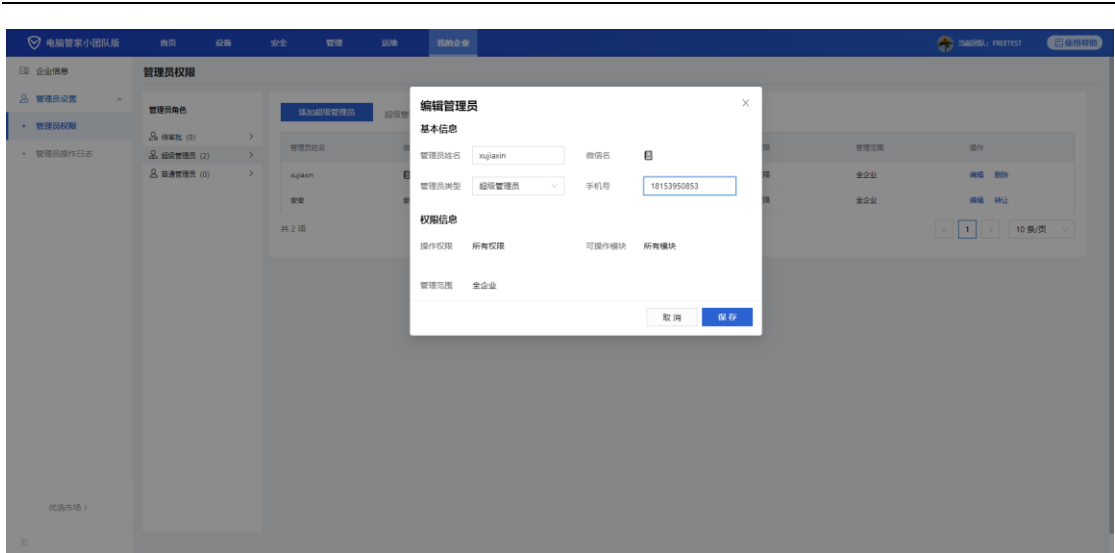 电脑管家小团队版 首页 设备 安全 管理 运维 我的企业 当前团队：FREETEST 使用帮助
企业信息
管理员设置
管理员权限
管理员操作日志
优选市场 >
管理员权限
管理员角色
待审批 (0) >
超级管理员 (2) >
普通管理员 (0) >
添加超级管理员 超级管
管理员姓名 管理范围 操作
xujiaxin 全企业 编辑 删除
安安 全企业 编辑 转让
共 2 项 < 1 > 10 条/页
编辑管理员 ×
基本信息
管理员姓名 xujiaxin 微信名
管理员类型 超级管理员 手机号 18153950853
权限信息
操作权限 所有权限 可操作模块 所有模块
管理范围 全企业
取 消 保 存